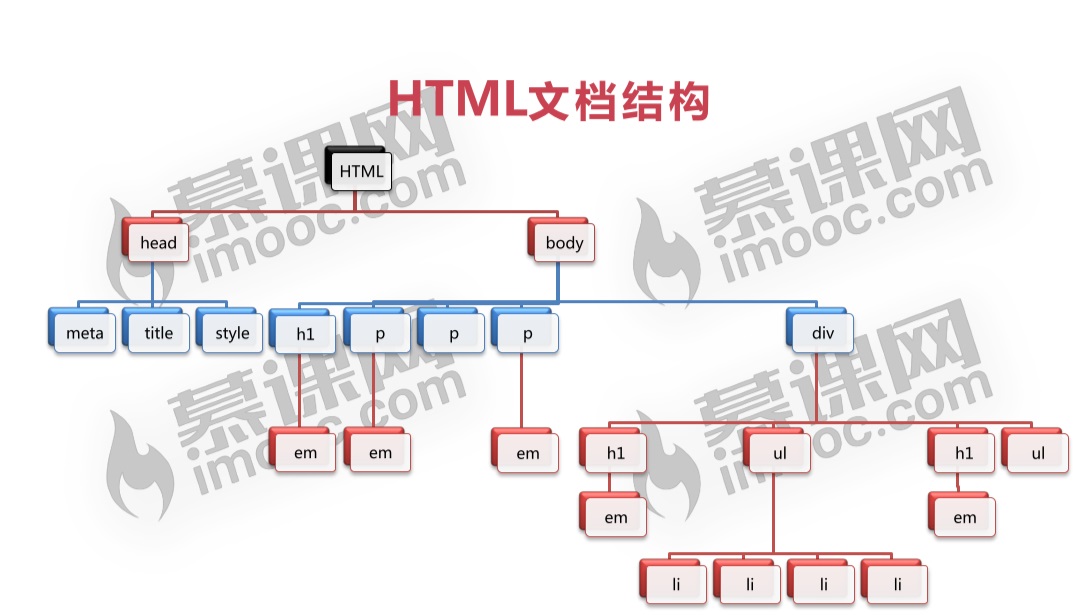 HTML文档结构
HTML
head body
meta title style h1 p p p div
em em em h1 ul h1 ul
em em
li li li li
慕课网
imooc.com
慕课网
imooc.com
慕课网
imooc.com
慕课网
imooc.com